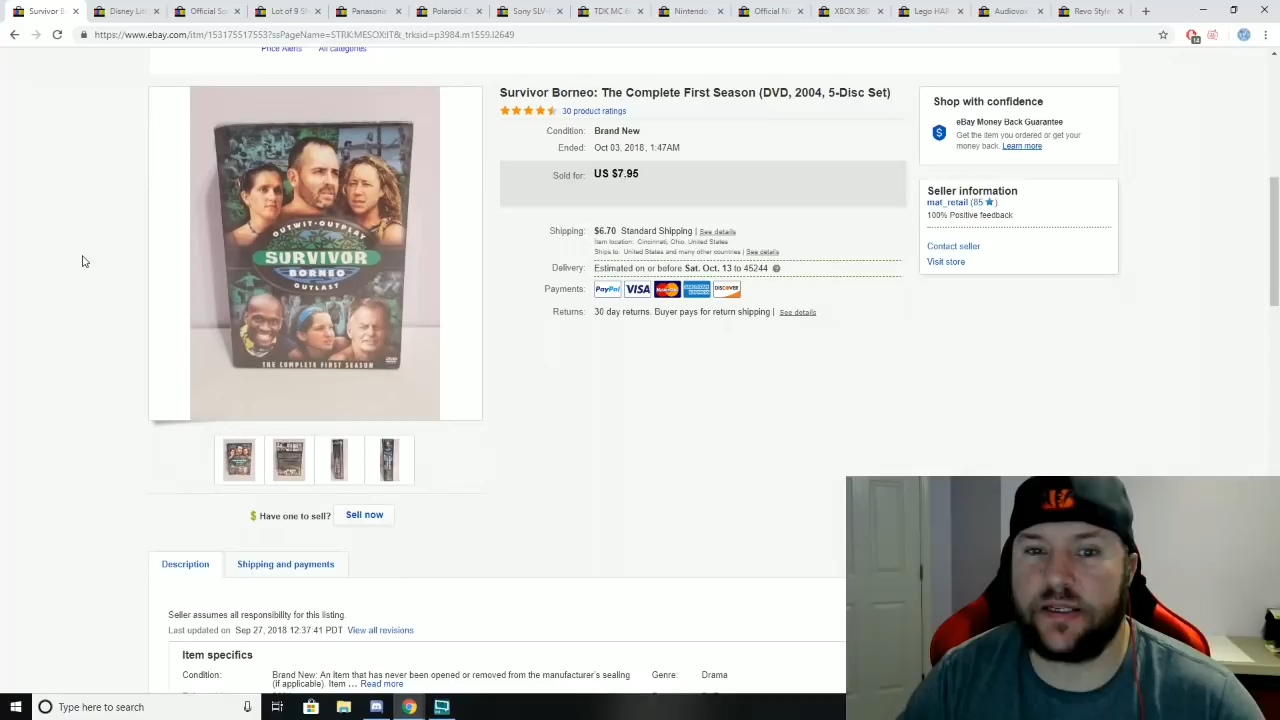 Survivor B
Disney Lit
Official So
Lot of 9 Sh
Panasonic
Polaroid C
Sony SLV-
TDK MC-6
Nintendo
Official Ni
XBOX 360
Lego HAR
Audiovox
Revo Style
https://www.ebay.com/itm/153175517553?ssPageName=STRK:MESOX:IT&_trksid=p3984.m1559.l2649
Price Alerts All categories
Survivor Borneo: The Complete First Season (DVD, 2004, 5-Disc Set)
30 product ratings
Condition: Brand New
Ended: Oct 03, 2018, 1:47AM
Sold for: US $7.95
Shipping: $6.70 Standard Shipping | See details
Item location: Cincinnati, Ohio, United States
Ships to: United States and many other countries | See details
Delivery: Estimated on or before Sat. Oct. 13 to 45244
Payments: PayPal VISA MasterCard AMERICAN EXPRESS DISCOVER
Returns: 30 day returns. Buyer pays for return shipping | See details
Shop with confidence
eBay Money Back Guarantee
Get the item you ordered or get your
money back. Learn more
Seller information
mat_retail (85 )
100% Positive feedback
Contact seller
Visit store
OUTWIT · OUTPLAY
SURVIVOR
BORNEO
OUTLAST
THE COMPLETE FIRST SEASON
DVD
$ Have one to sell? Sell now
Description
Shipping and payments
Seller assumes all responsibility for this listing.
Last updated on Sep 27, 2018 12:37:41 PDT View all revisions
Item specifics
Condition: Brand New: An item that has never been opened or removed from the manufacturer's sealing
(if applicable). Item ... Read more
Genre: Drama
Type here to search